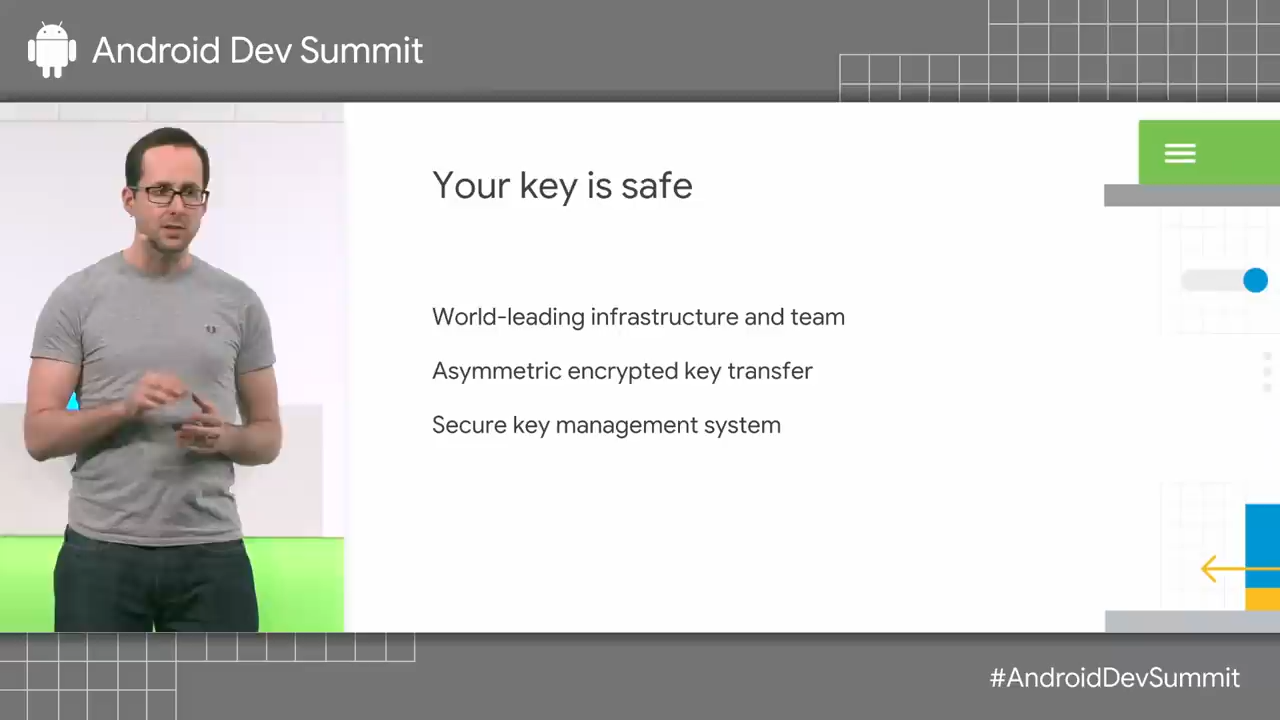 Android Dev Summit
Your key is safe
World-leading infrastructure and team
Asymmetric encrypted key transfer
Secure key management system
#AndroidDevSummit